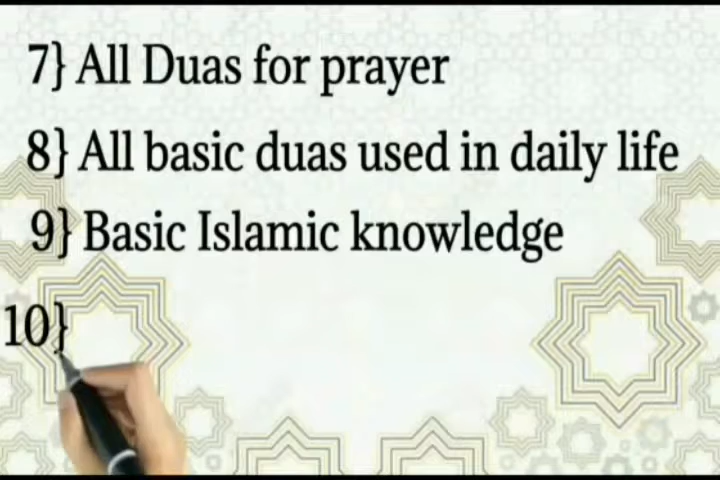 7} All Duas for prayer
8} All basic duas used in daily life
9} Basic Islamic knowledge
10}